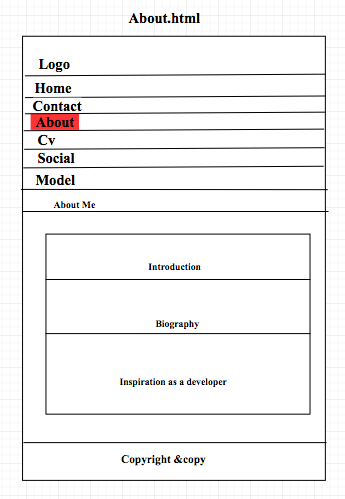 About.html
Logo
Home
Contact
About
Cv
Social
Model
About Me
Introduction
Biography
Inspiration as a developer
Copyright &copy